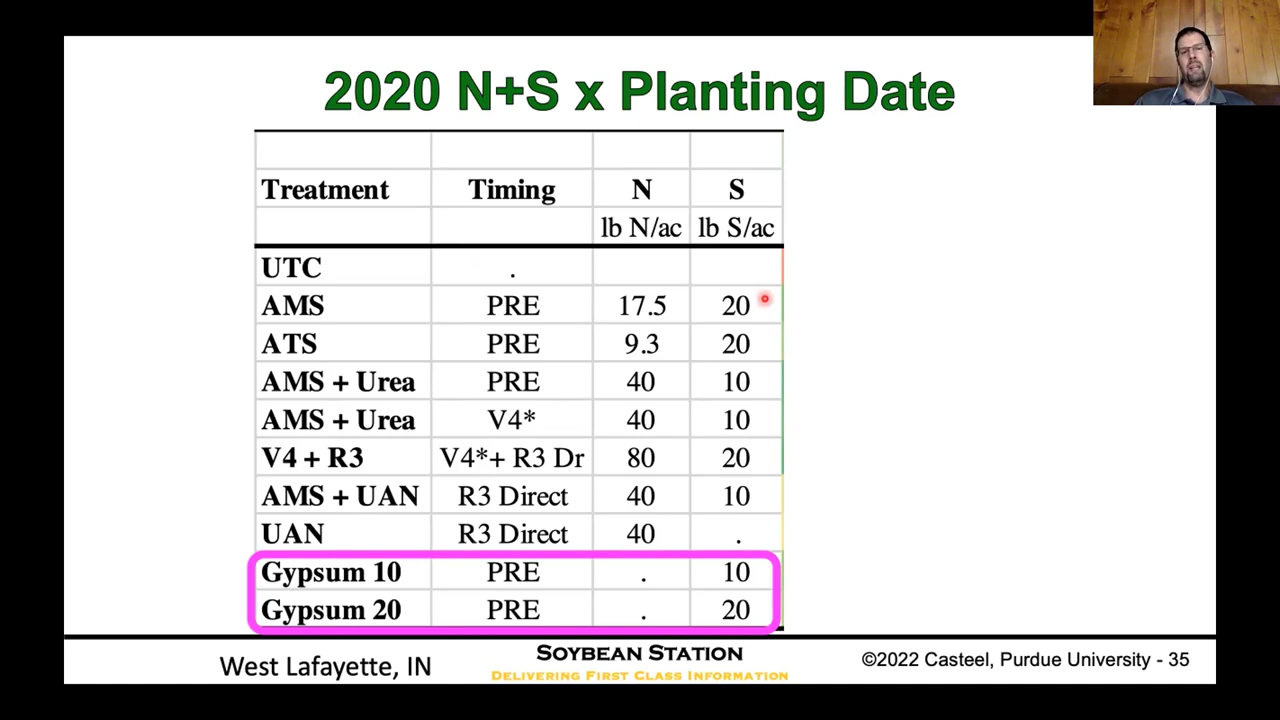 2020 N+S x Planting Date
Treatment Timing N S
lb N/ac lb S/ac
UTC .
AMS PRE 17.5 20
ATS PRE 9.3 20
AMS + Urea PRE 40 10
AMS + Urea V4* 40 10
V4 + R3 V4*+ R3 Dr 80 20
AMS + UAN R3 Direct 40 10
UAN R3 Direct 40 .
Gypsum 10 PRE . 10
Gypsum 20 PRE . 20
West Lafayette, IN
SOYBEAN STATION
DELIVERING FIRST CLASS INFORMATION
©2022 Casteel, Purdue University - 35